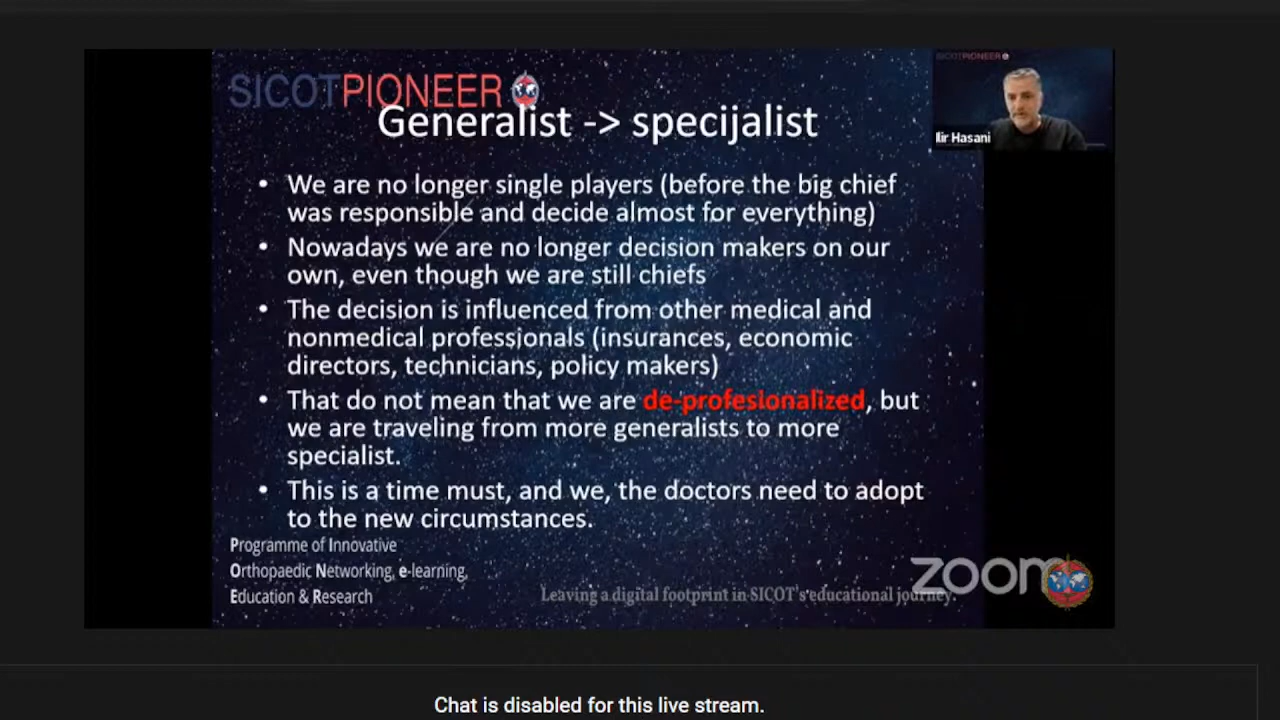 SICOTPIONEER
Generalist -> specijalist
SICOTPIONEER
Ilir Hasani
• We are no longer single players (before the big chief
was responsible and decide almost for everything)
• Nowadays we are no longer decision makers on our
own, even though we are still chiefs
• The decision is influenced from other medical and
nonmedical professionals (insurances, economic
directors, technicians, policy makers)
• That do not mean that we are de-profesionalized, but
we are traveling from more generalists to more
specialist.
• This is a time must, and we, the doctors need to adopt
to the new circumstances.
Programme of Innovative
Orthopaedic Networking, e-learning,
Education & Research
Leaving a digital footprint in SICOT's educational journey.
zoom
Chat is disabled for this live stream.